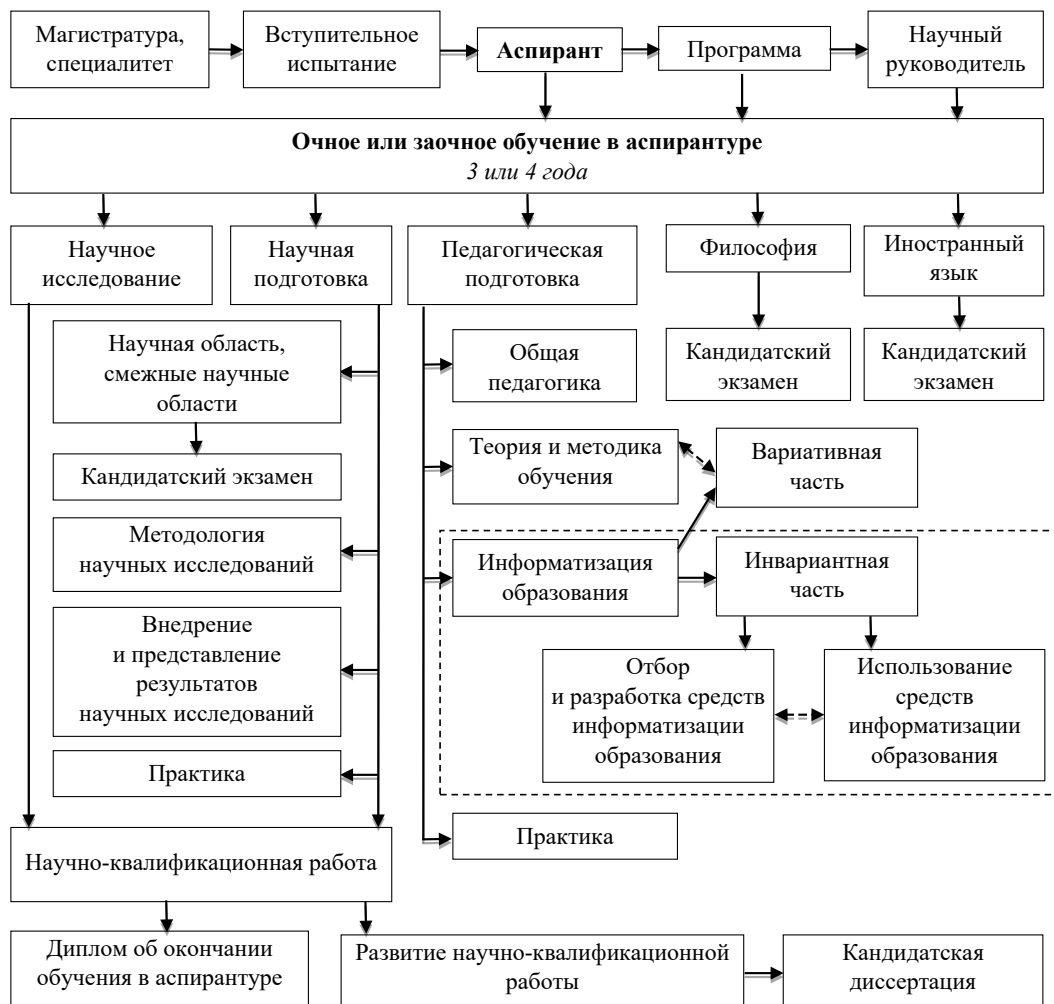 Магистратура,
специалитет
Вступительное
испытание
Аспирант
Программа
Научный
руководитель
Очное или заочное обучение в аспирантуре
3 или 4 года
Научное
исследование
Научная
подготовка
Педагогическая
подготовка
Философия
Иностранный
язык
Научная область,
смежные научные
области
Общая
педагогика
Кандидатский
экзамен
Кандидатский
экзамен
Кандидатский экзамен
Теория и методика
обучения
Вариативная
часть
Методология
научных исследований
Информатизация
образования
Инвариантная
часть
Внедрение
и представление
результатов
научных исследований
Отбор
и разработка средств
информатизации
образования
Использование
средств
информатизации
образования
Практика
Практика
Научно-квалификационная работа
Диплом об окончании
обучения в аспирантуре
Развитие научно-квалификационной
работы
Кандидатская
диссертация